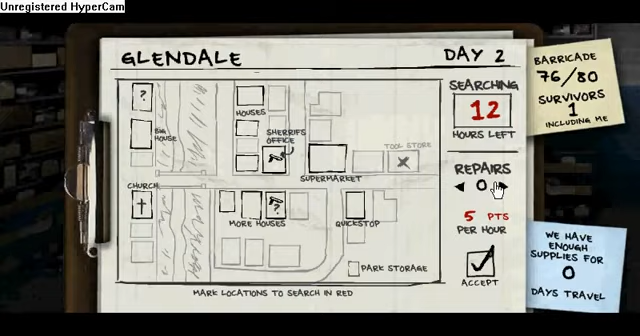 Unregistered HyperCam
GLENDALE
DAY 2
?
BIG
HOUSE
HOUSES
SHERRIFS
OFFICE
TOOL STORE
SUPERMARKET
CHURCH
?
MORE HOUSES
QUICKSTOP
PARK STORAGE
MARK LOCATIONS TO SEARCH IN RED
SEARCHING
12
HOURS LEFT
REPAIRS
0
5 PTS
PER HOUR
ACCEPT
BARRICADE
76/80
SURVIVORS
1
INCLUDING ME
WE HAVE
ENOUGH
SUPPLIES FOR
0
DAYS TRAVEL